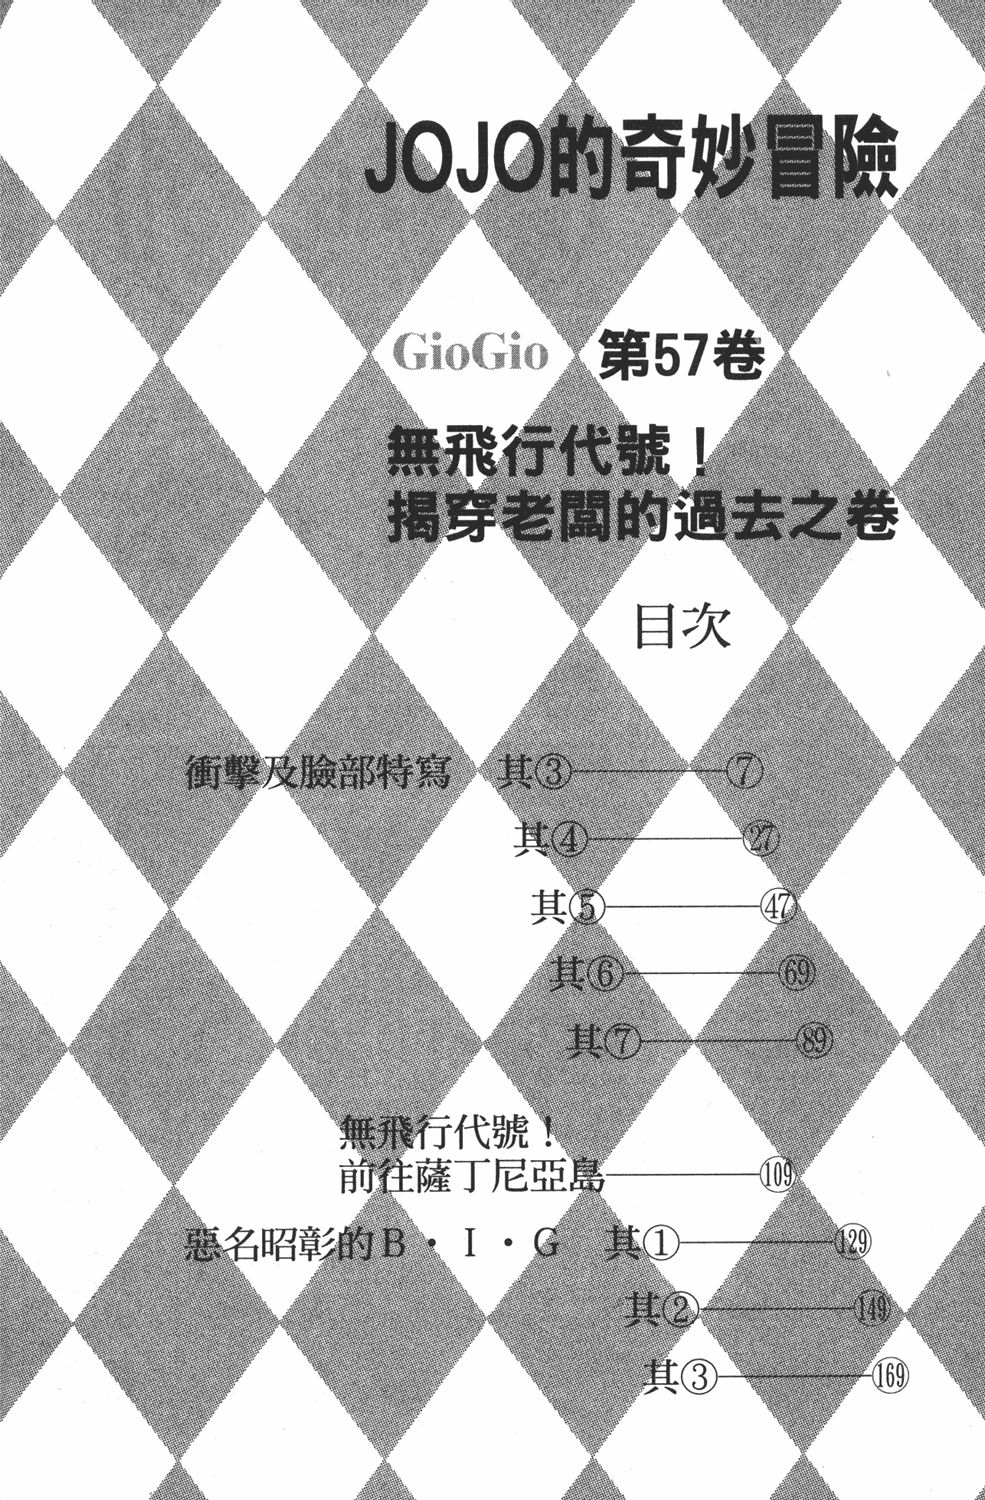 JOJO的奇妙冒險
GioGio 第57卷
無飛行代號！
揭穿老闆的過去之卷
目次
衝擊及臉部特寫 其③ ⑦
其④ ㉗
其⑤ ㊼
其⑥ 69
其⑦ 89
無飛行代號！
前往薩丁尼亞島 109
惡名昭彰的B・I・G 其① 129
其② 149
其③ 169